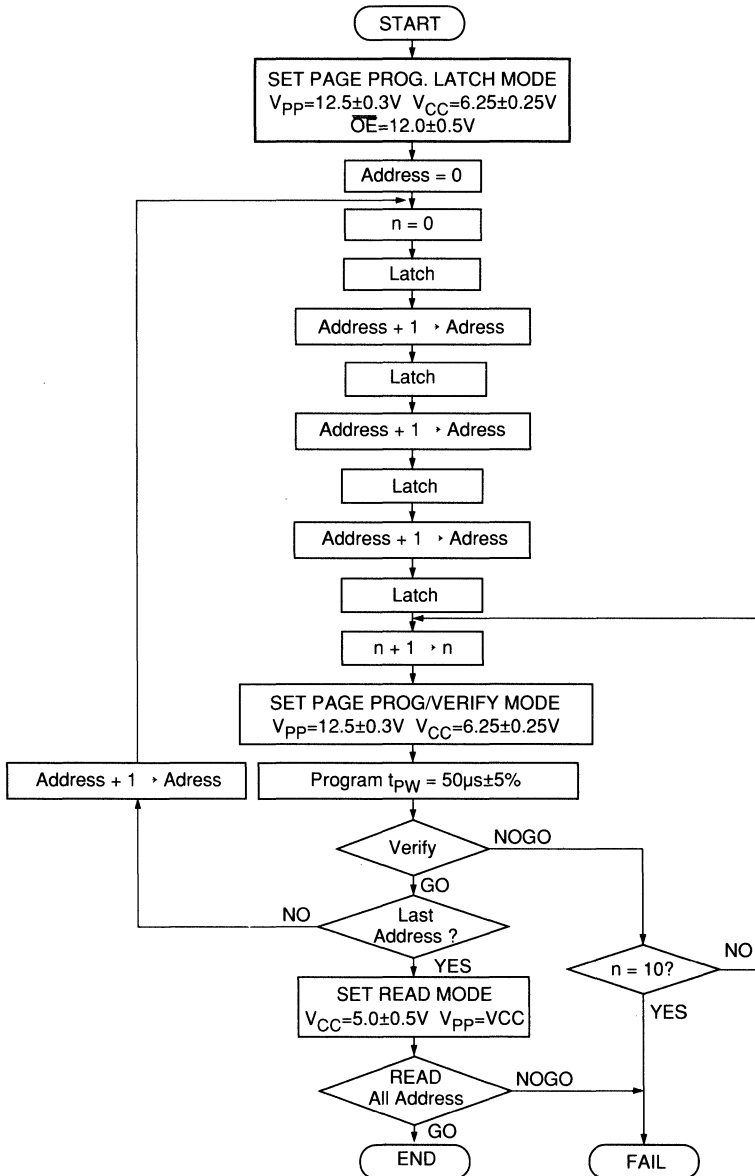 START
SET PAGE PROG. LATCH MODE
VPP=12.5±0.3V VCC=6.25±0.25V
OE=12.0±0.5V
Address = 0
n = 0
Latch
Address + 1 → Adress
Latch
Address + 1 → Adress
Latch
Address + 1 → Adress
Latch
n + 1 → n
SET PAGE PROG/VERIFY MODE
VPP=12.5±0.3V VCC=6.25±0.25V
Address + 1 → Adress
Program tPW = 50µs±5%
Verify
NOGO
GO
Last
Address ?
NO
YES
n = 10?
NO
YES
SET READ MODE
VCC=5.0±0.5V VPP=VCC
READ
All Address
NOGO
GO
END
FAIL